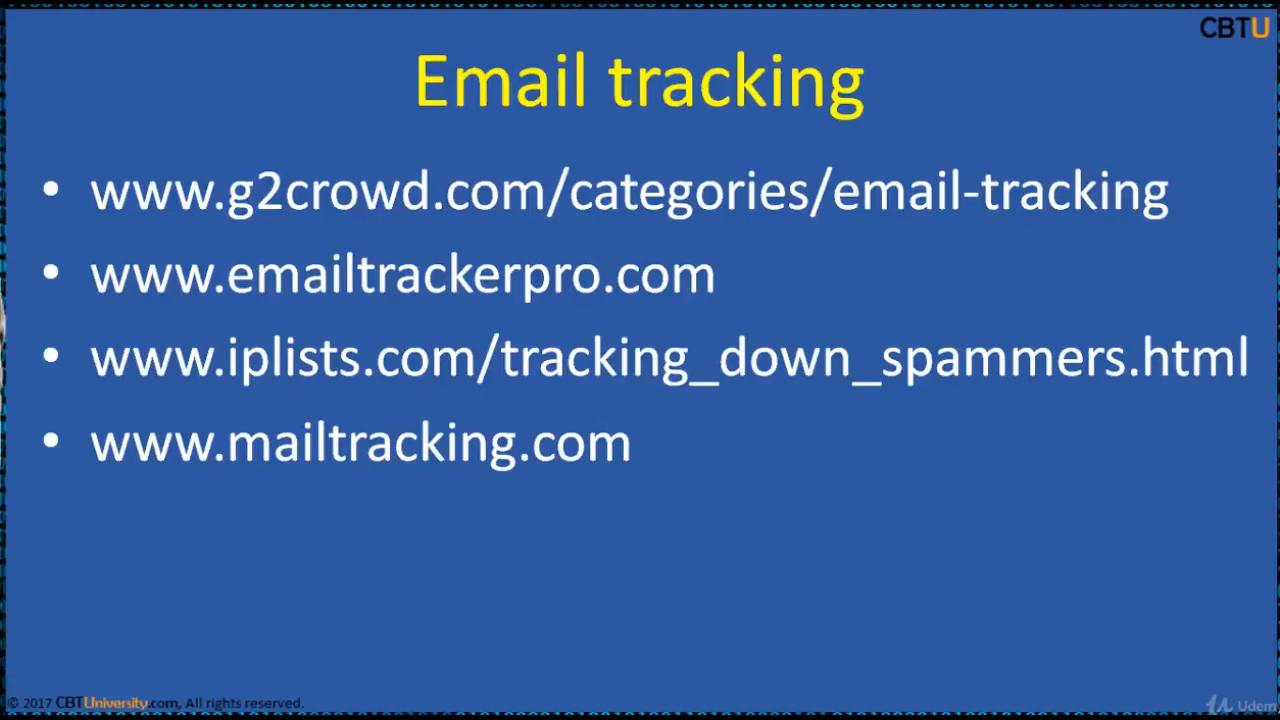 CBTU
Email tracking
• www.g2crowd.com/categories/email-tracking
• www.emailtrackerpro.com
• www.iplists.com/tracking_down_spammers.html
• www.mailtracking.com
© 2017 CBTUniversity.com, All rights reserved.